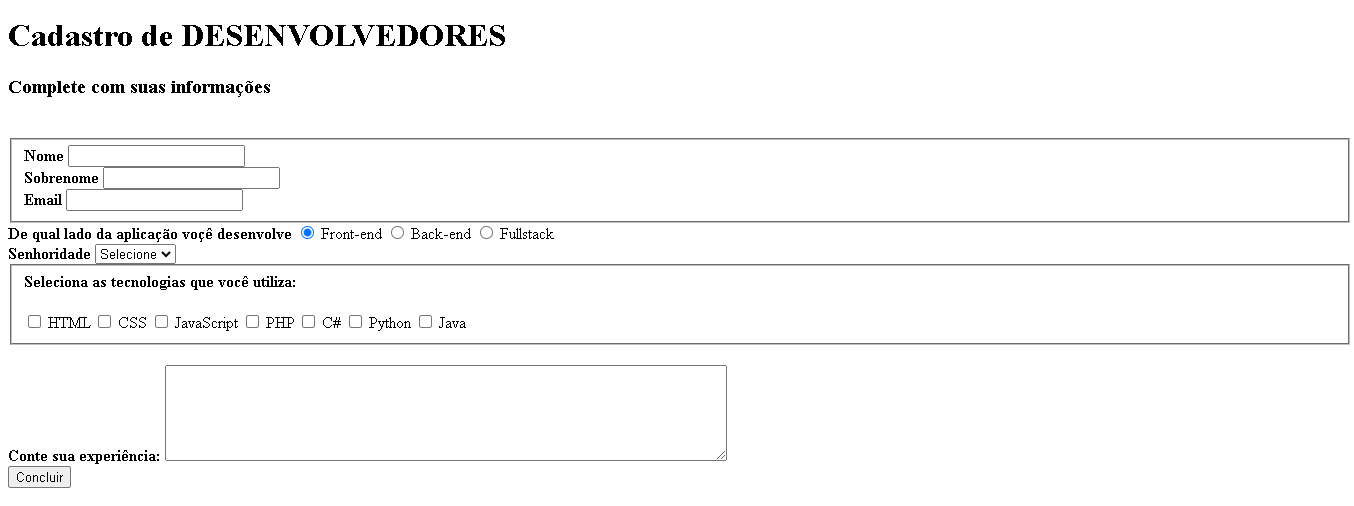 Cadastro de DESENVOLVEDORES
Complete com suas informações
Nome
Sobrenome
Email
De qual lado da aplicação voçê desenvolve Front-end Back-end Fullstack
Senhoridade Selecione
Seleciona as tecnologias que você utiliza:
HTML CSS JavaScript PHP C# Python Java
Conte sua experiência:
Concluir